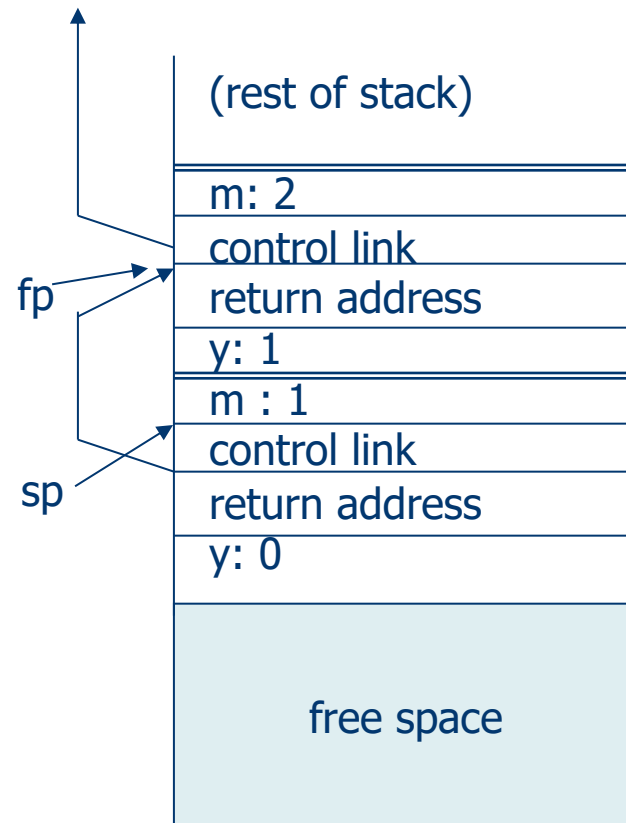 (rest of stack)
m: 2
control link
fp
return address
y: 1
m : 1
control link
sp
return address
y: 0
free space